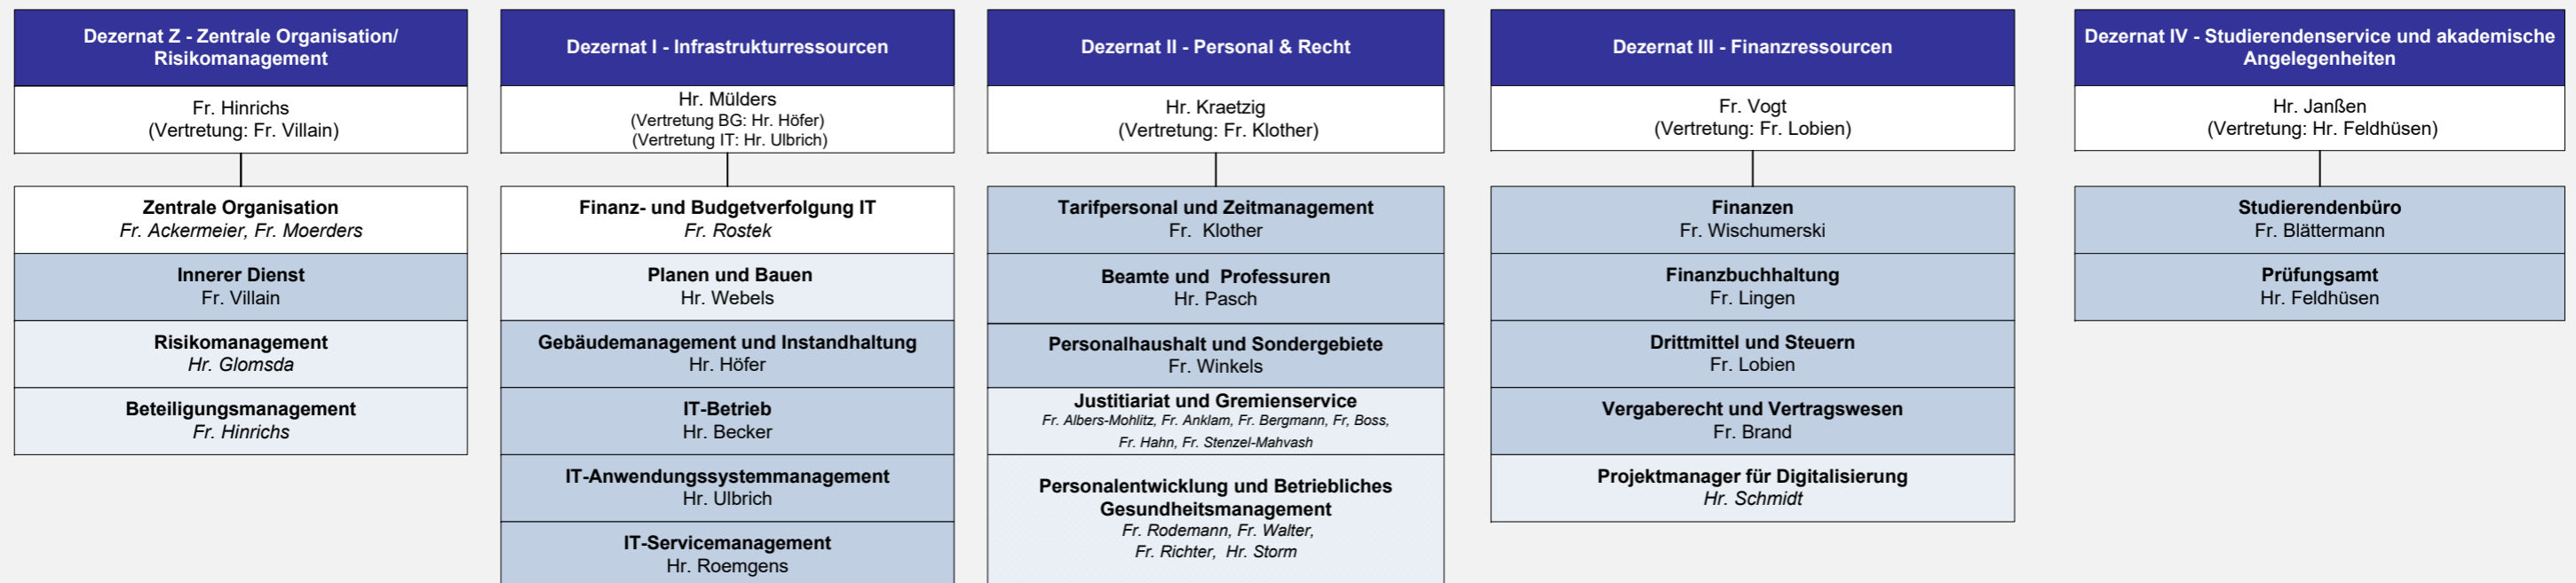 Dezernat Z - Zentrale Organisation/
Risikomanagement
Fr. Hinrichs
(Vertretung: Fr. Villain)
Zentrale Organisation
Fr. Ackermeier, Fr. Moerders
Innerer Dienst
Fr. Villain
Risikomanagement
Hr. Glomsda
Beteiligungsmanagement
Fr. Hinrichs
Dezernat I - Infrastrukturressourcen
Hr. Mülders
(Vertretung BG: Hr. Höfer)
(Vertretung IT: Hr. Ulbrich)
Finanz- und Budgetverfolgung IT
Fr. Rostek
Planen und Bauen
Hr. Webels
Gebäudemanagement und Instandhaltung
Hr. Höfer
IT-Betrieb
Hr. Becker
IT-Anwendungssystemmanagement
Hr. Ulbrich
IT-Servicemanagement
Hr. Roemgens
Dezernat II - Personal & Recht
Hr. Kraetzig
(Vertretung: Fr. Klother)
Tarifpersonal und Zeitmanagement
Fr. Klother
Beamte und Professuren
Hr. Pasch
Personalhaushalt und Sondergebiete
Fr. Winkels
Justitiariat und Gremienservice
Fr. Albers-Mohlitz, Fr. Anklam, Fr. Bergmann, Fr, Boss,
Fr. Hahn, Fr. Stenzel-Mahvash
Personalentwicklung und Betriebliches
Gesundheitsmanagement
Fr. Rodemann, Fr. Walter,
Fr. Richter, Hr. Storm
Dezernat III - Finanzressourcen
Fr. Vogt
(Vertretung: Fr. Lobien)
Finanzen
Fr. Wischumerski
Finanzbuchhaltung
Fr. Lingen
Drittmittel und Steuern
Fr. Lobien
Vergaberecht und Vertragswesen
Fr. Brand
Projektmanager für Digitalisierung
Hr. Schmidt
Dezernat IV - Studierendenservice und akademische
Angelegenheiten
Hr. Janßen
(Vertretung: Hr. Feldhüsen)
Studierendenbüro
Fr. Blättermann
Prüfungsamt
Hr. Feldhüsen